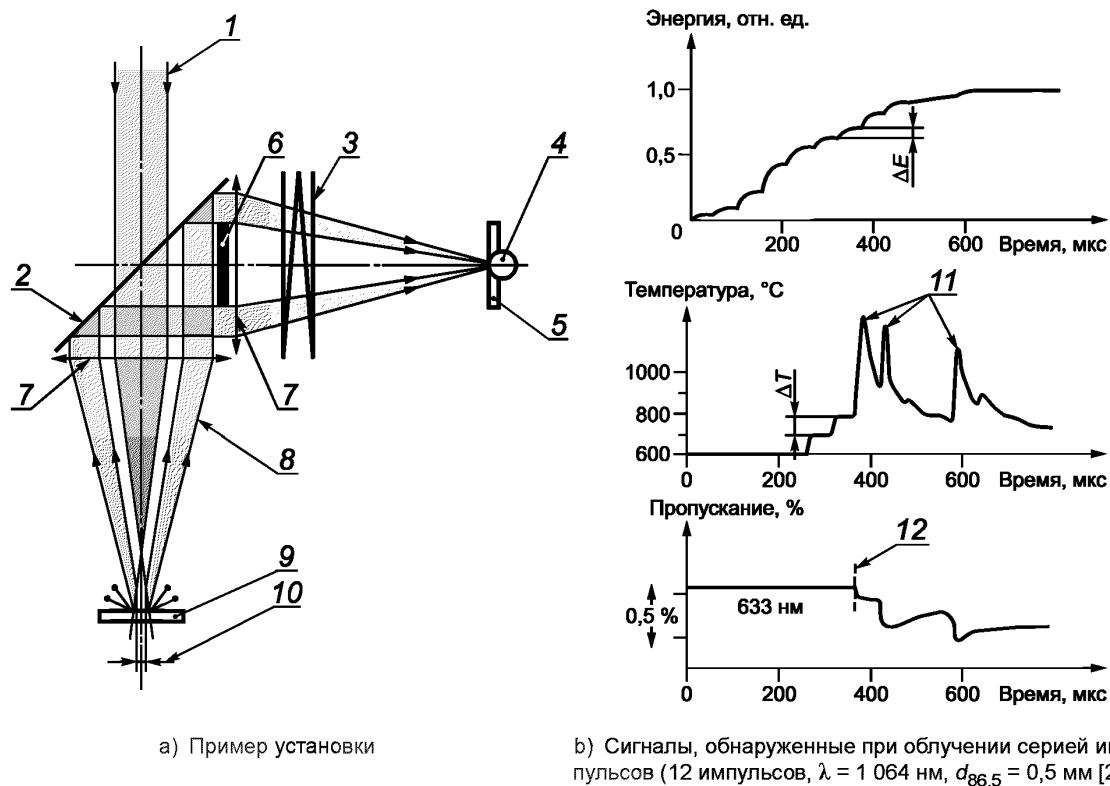 1
2
6
3
4
5
7
7
8
9
10
а) Пример установки
Энергия, отн. ед.
1,0
0,5
ΔE
0
200
400
600
Время, мкс
Температура, °С
11
1000
800
600
ΔT
0
200
400
600
Время, мкс
Пропускание, %
12
0,5 %
633 нм
0
200
400
600
Время, мкс
b) Сигналы, обнаруженные при облучении серией им
пульсов (12 импульсов, λ = 1 064 нм, d86,5 = 0,5 мм [2